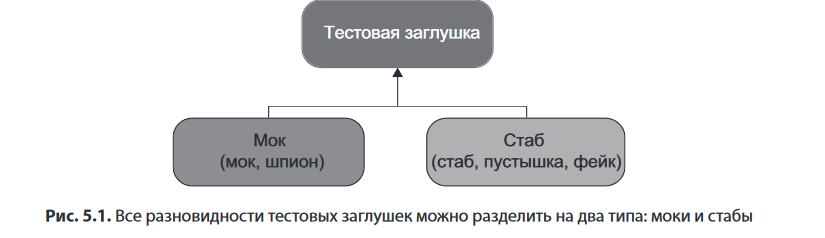 Тестовая заглушка
Мок
(мок, шпион)
Стаб
(стаб, пустышка, фейк)
Рис. 5.1. Все разновидности тестовых заглушек можно разделить на два типа: моки и стабы